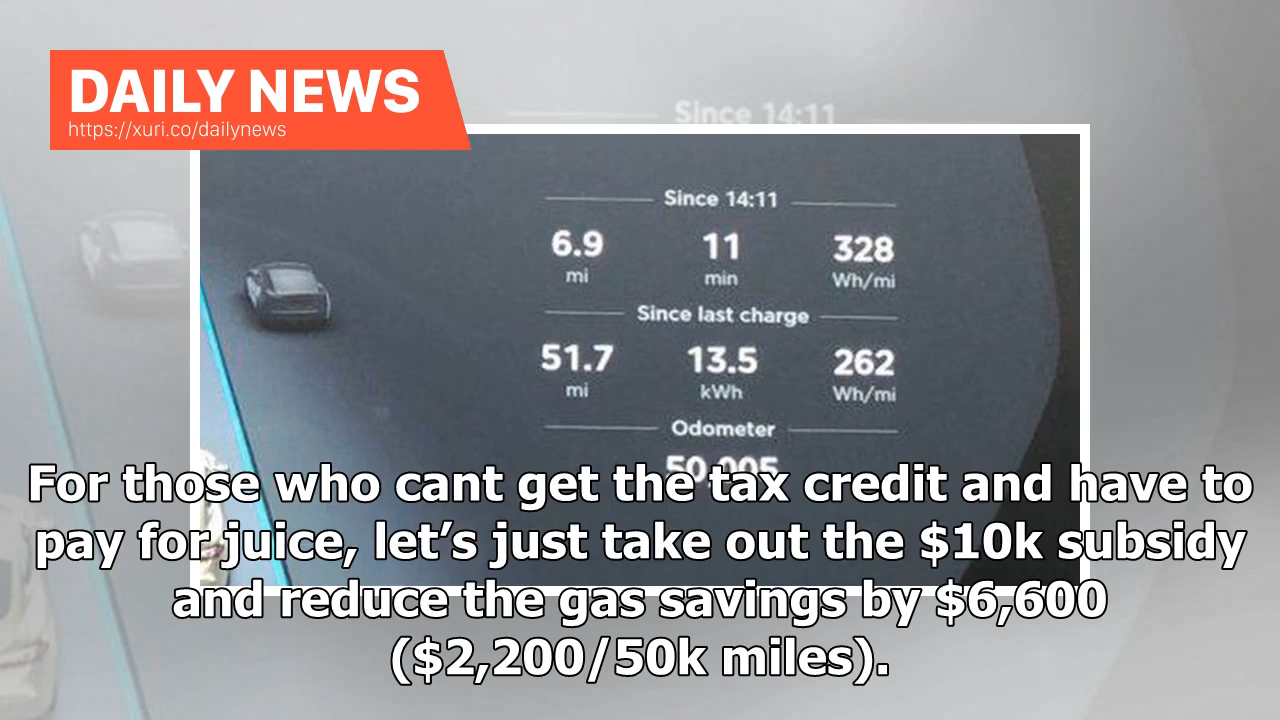 DAILY NEWS
https://xuri.co/dailynews
Since 14:11
Since 14:11
6.9 11 328
mi min Wh/mi
Since last charge
51.7 13.5 262
mi kWh Wh/mi
Odometer
50,005
For those who cant get the tax credit and have to
pay for juice, let’s just take out the $10k subsidy
and reduce the gas savings by $6,600
($2,200/50k miles).